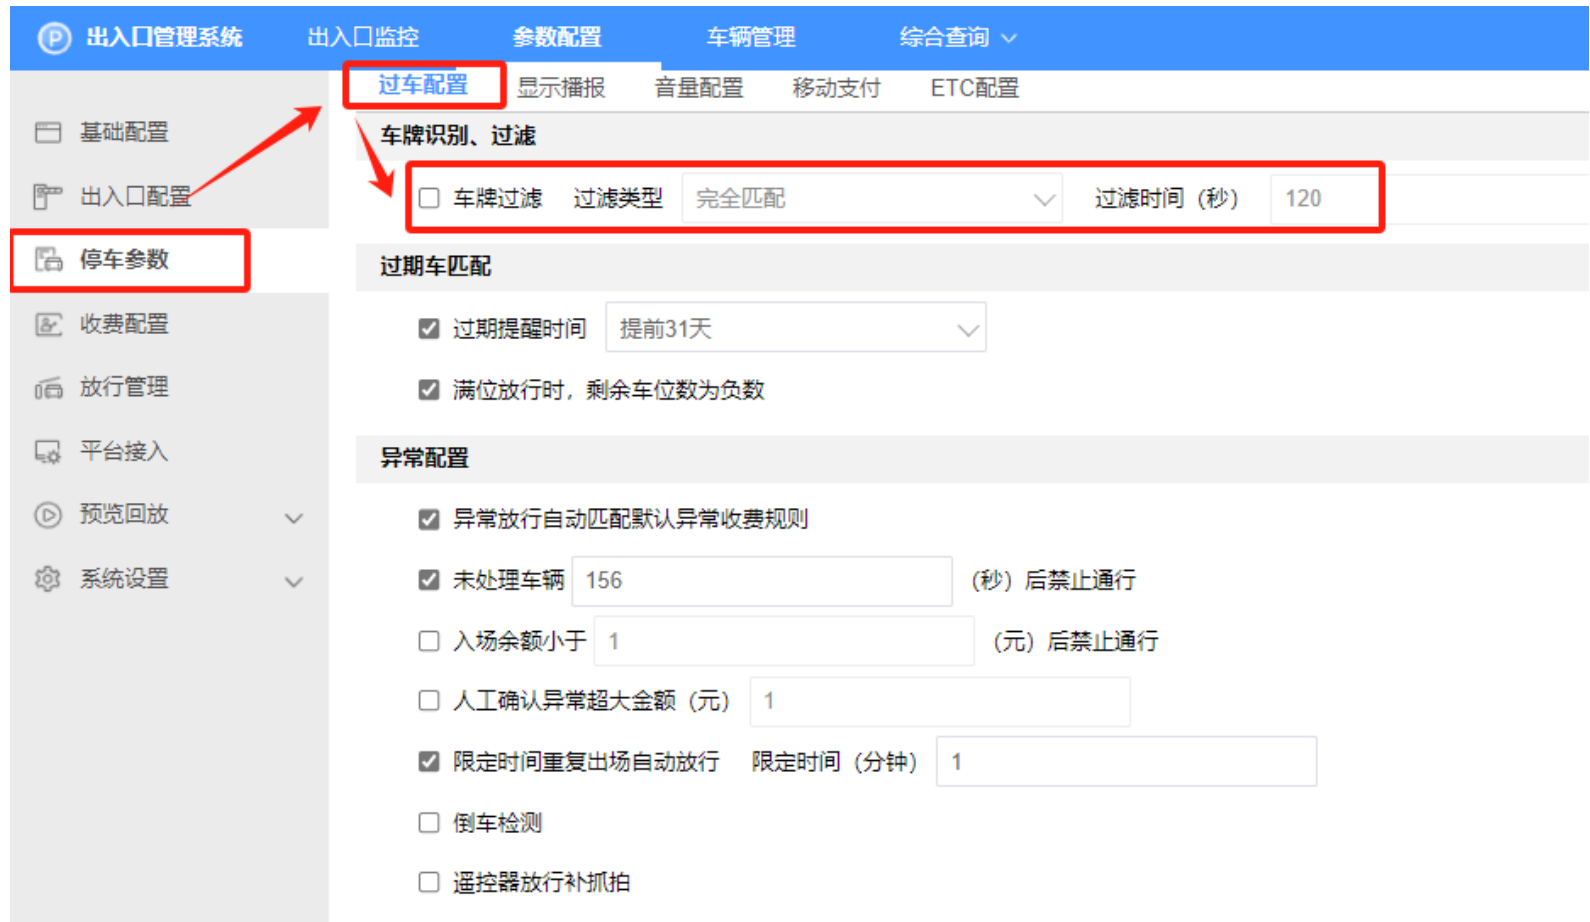 出入口管理系统 出入口监控 参数配置 车辆管理 综合查询
过车配置 显示播报 音量配置 移动支付 ETC配置
基础配置
出入口配置
停车参数
收费配置
放行管理
平台接入
预览回放
系统设置
车牌识别、过滤
车牌过滤 过滤类型 完全匹配 过滤时间（秒） 120
过期车匹配
过期提醒时间 提前31天
满位放行时，剩余车位数为负数
异常配置
异常放行自动匹配默认异常收费规则
未处理车辆 156 （秒）后禁止通行
入场余额小于 1 （元）后禁止通行
人工确认异常超大金额（元） 1
限定时间重复出场自动放行 限定时间（分钟） 1
倒车检测
遥控器放行补抓拍